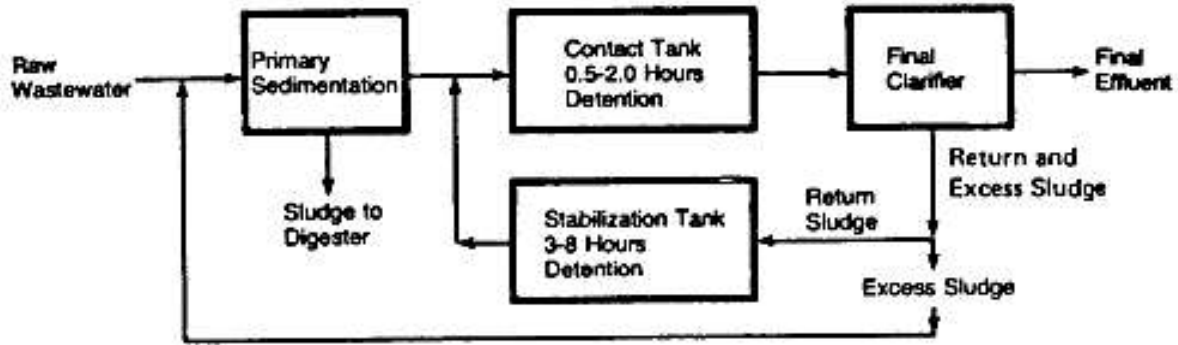 Raw
Wastewater
Primary
Sedimentation
Contact Tank
0.5-2.0 Hours
Detention
Final
Clarifier
Final
Effluent
Return and
Excess Sludge
Sludge to
Digester
Stabilization Tank
3-8 Hours
Detention
Return
Sludge
Excess Sludge